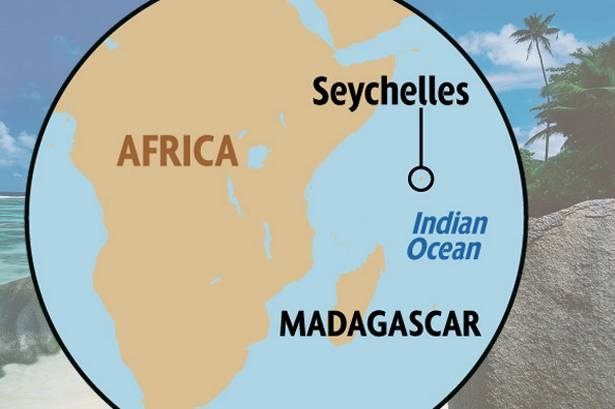 Seychelles
AFRICA
Indian
Ocean
MADAGASCAR